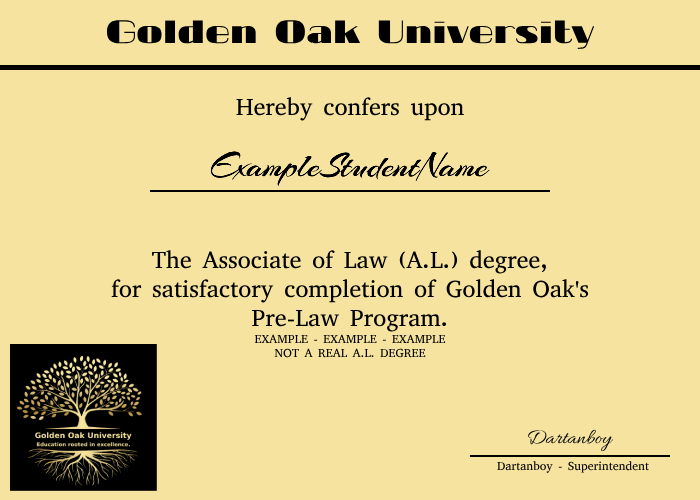 Golden Oak University
Hereby confers upon
ExampleStudentName
The Associate of Law (A.L.) degree,
for satisfactory completion of Golden Oak's
Pre-Law Program.
EXAMPLE - EXAMPLE - EXAMPLE
NOT A REAL A.L. DEGREE
Golden Oak University
Education rooted in excellence.
Dartanboy
Dartanboy - Superintendent